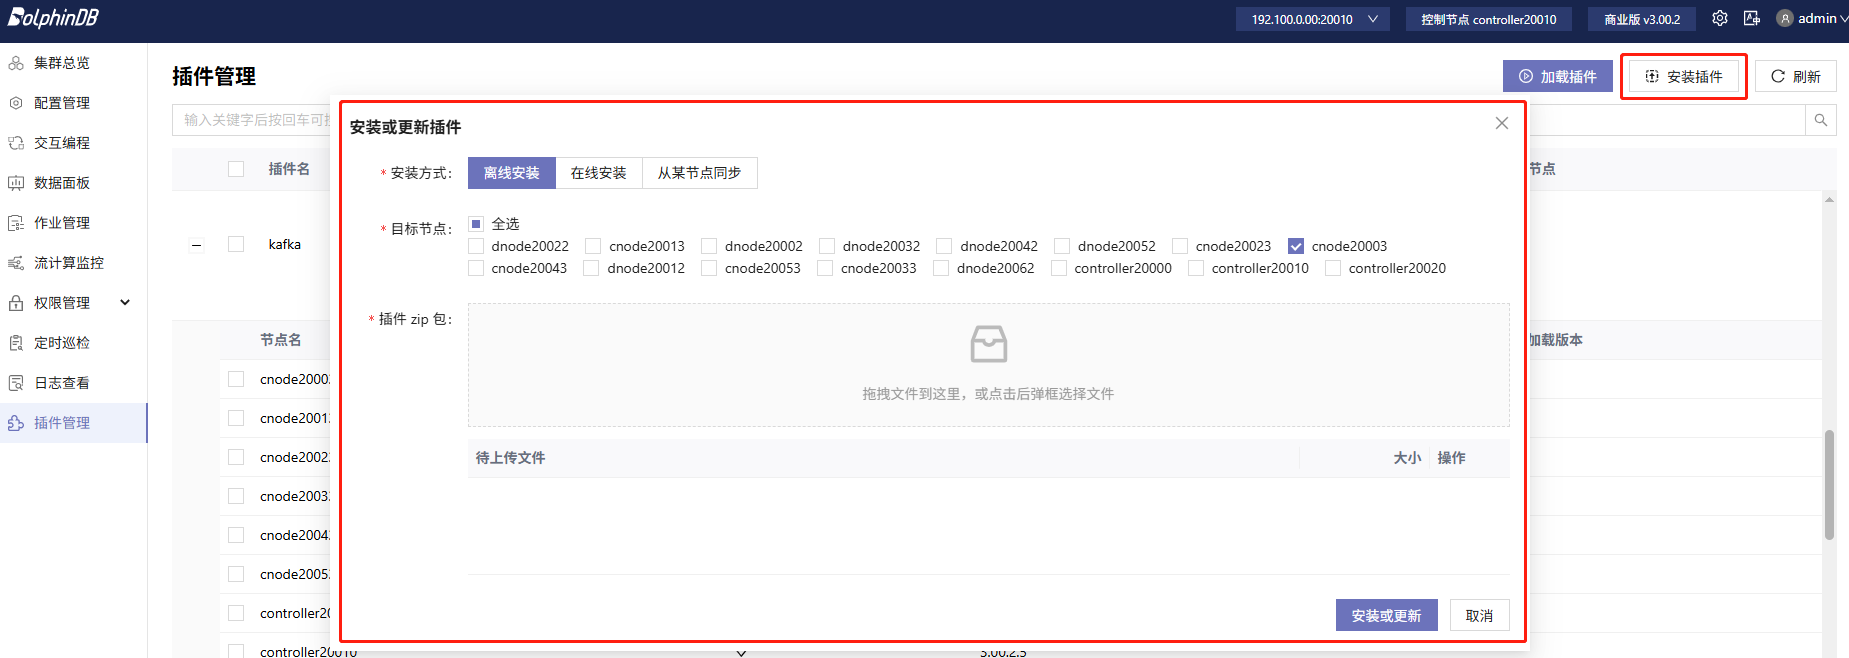 DolphinDB
192.100.0.00:20010
控制节点 controller20010
商业版 v3.00.2
admin
集群总览
配置管理
交互编程
数据面板
作业管理
流计算监控
权限管理
定时巡检
日志查看
插件管理
插件管理
加载插件
安装插件
刷新
输入关键字后按回车可
插件名
节点
kafka
节点名
加载版本
cnode2000
cnode2001
cnode2002
cnode2003
cnode2004
cnode2005
controller20
controller20010
3.00.2.5
安装或更新插件
* 安装方式:
离线安装
在线安装
从某节点同步
* 目标节点:
全选
dnode20022 cnode20013 dnode20002 dnode20032 dnode20042 dnode20052 cnode20023 cnode20003
cnode20043 dnode20012 cnode20053 cnode20033 dnode20062 controller20000 controller20010 controller20020
* 插件 zip 包:
拖拽文件到这里，或点击后弹框选择文件
待上传文件
大小
操作
安装或更新
取消